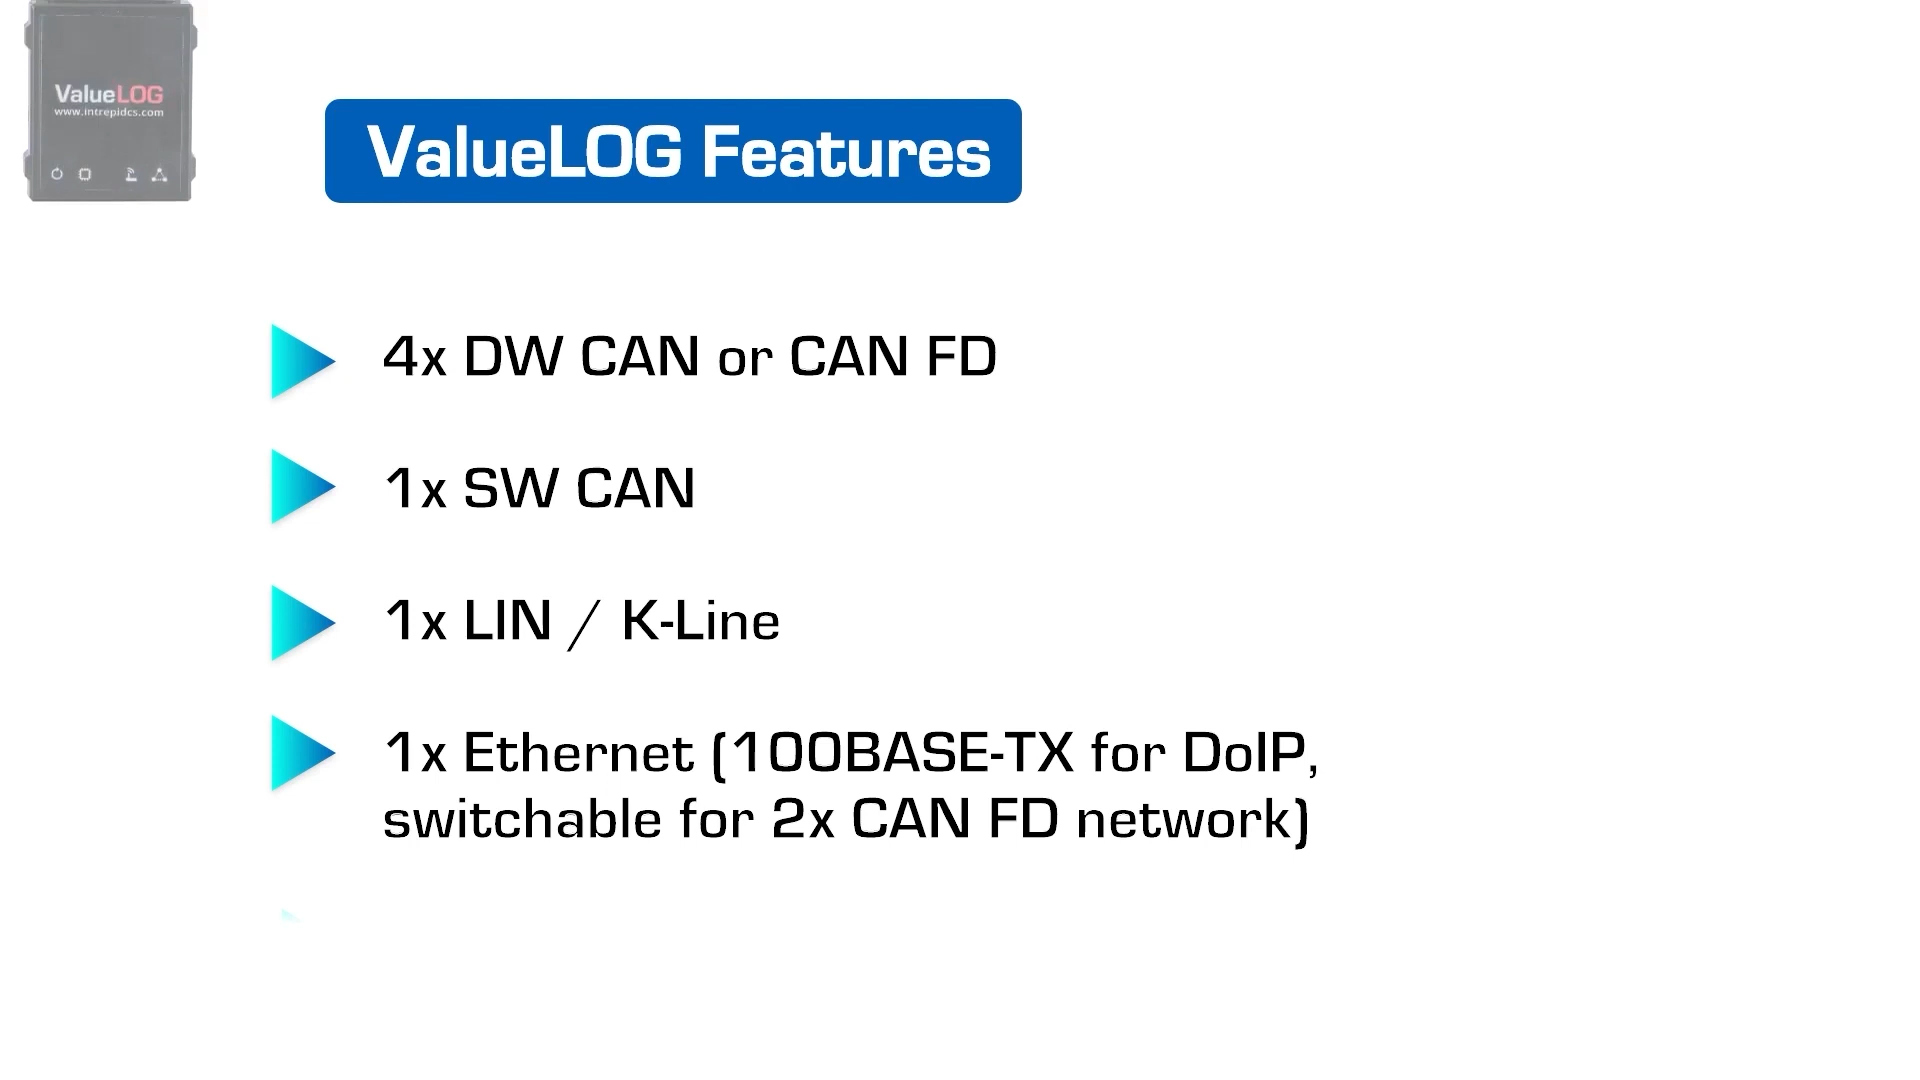 ValueLOG
www.intrepidcs.com
ValueLOG Features
4x DW CAN or CAN FD
1x SW CAN
1x LIN / K-Line
1x Ethernet (100BASE-TX for DoIP,
switchable for 2x CAN FD network)